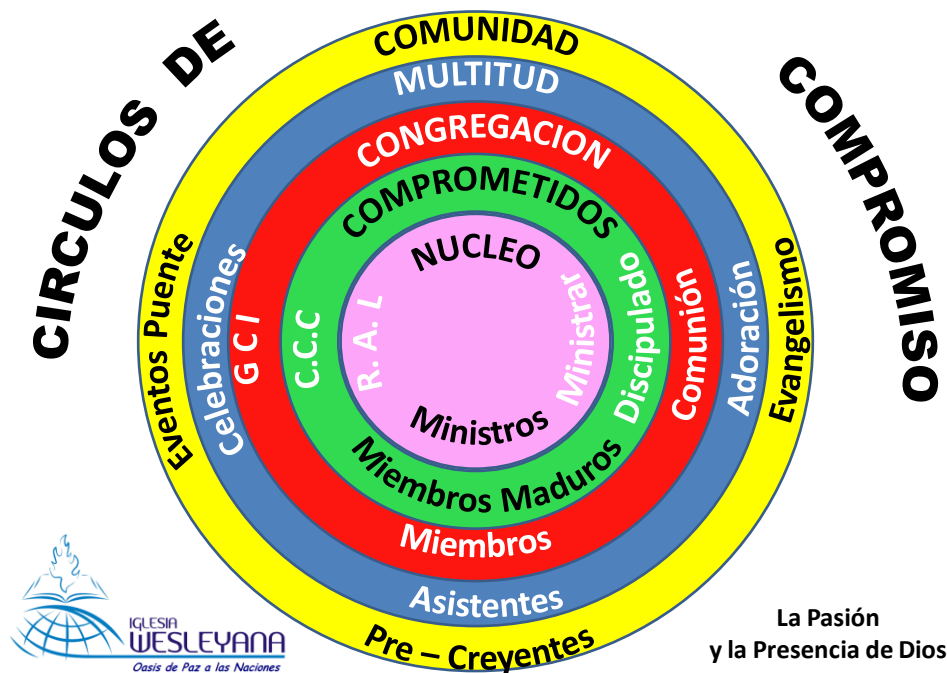 CIRCULOS DE
COMPROMISO
COMUNIDAD
MULTITUD
CONGREGACION
COMPROMETIDOS
NUCLEO
Eventos Puente
Celebraciones
G C I
C.C.C
R. A. L
Ministrar
Discipulado
Comunión
Adoración
Evangelismo
Ministros
Miembros Maduros
Miembros
Asistentes
Pre – Creyentes
IGLESIA
WESLEYANA
Oasis de Paz a las Naciones
La Pasión
y la Presencia de Dios